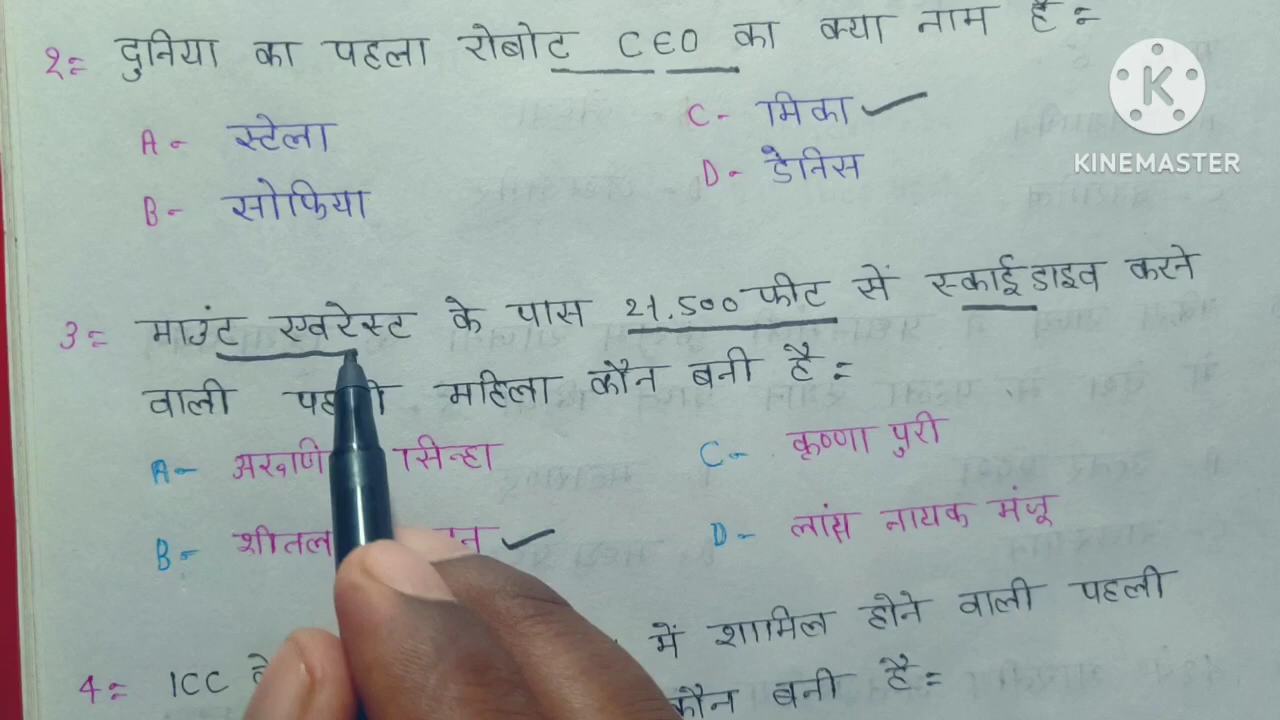 2= दुनिया का पहला रोबोट CEO का क्या नाम है =
A- स्टेला
C- मिका
B- सोफिया
D- डेनिस
KINEMASTER
3= माउंट एवरेस्ट के पास 21,500 फीट सें स्काईडाइव करने
वाली महिला कौन बनी है =
A- सिन्हा
C- कृष्णा पुरी
B- शीतल
D- लांस नायक मंजू
4= ICC में शामिल होने वाली पहली
कौन बनी है =